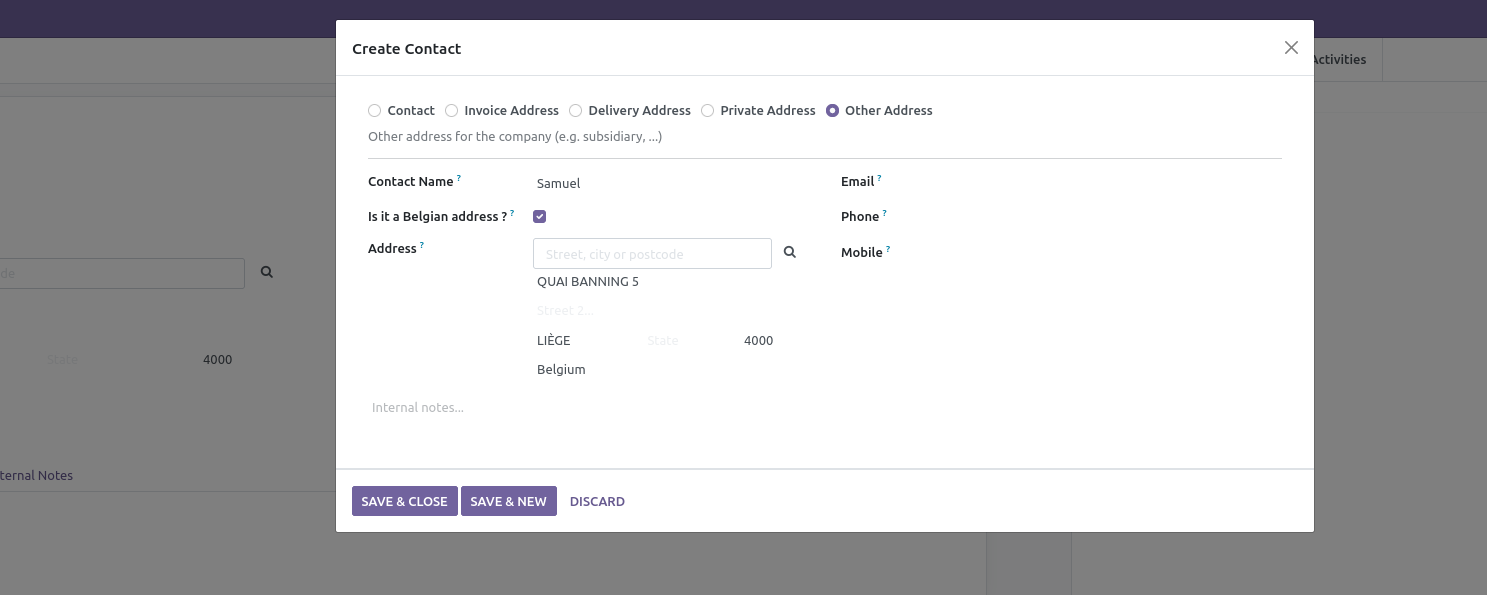 Create Contact
Activities
Contact Invoice Address Delivery Address Private Address Other Address
Other address for the company (e.g. subsidiary, ...)
Contact Name ? Samuel
Email ?
Is it a Belgian address ? ?
Phone ?
Address ? Street, city or postcode
Mobile ?
QUAI BANNING 5
Street 2...
LIÈGE State 4000
Belgium
Internal notes...
de
State 4000
ternal Notes
SAVE & CLOSE SAVE & NEW DISCARD